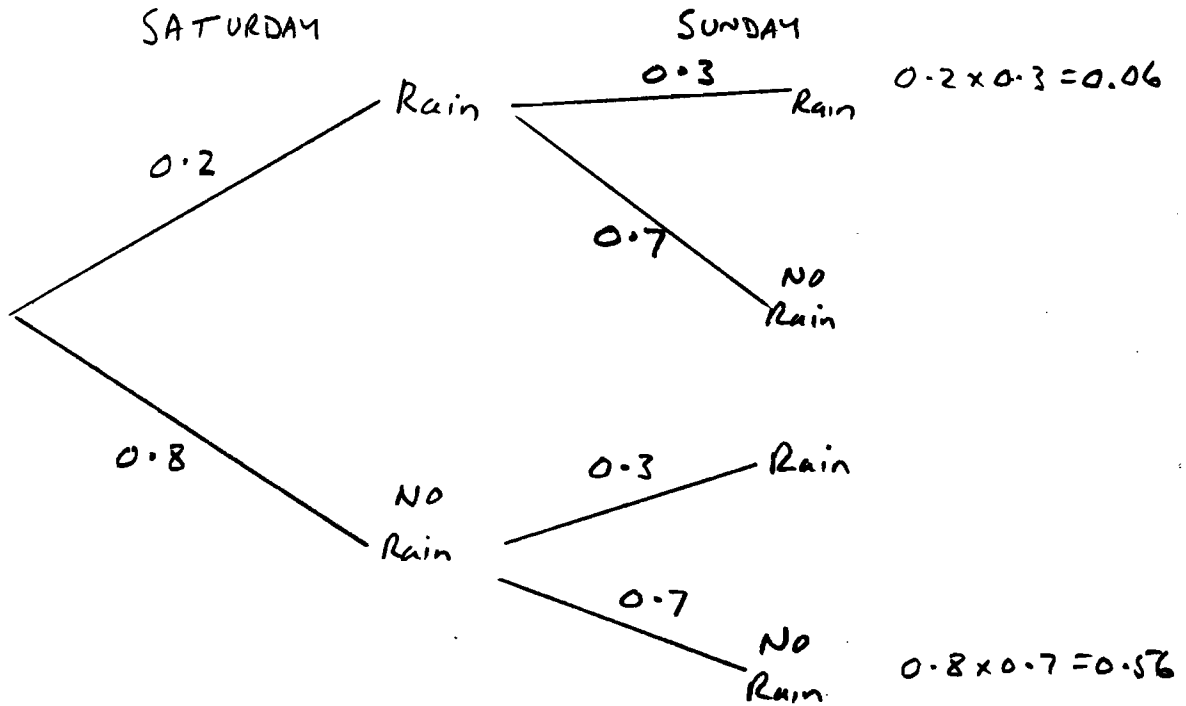 SATURDAY SUNDAY
0.3
Rain Rain 0.2 x 0.3 = 0.06
0.2
0.7
NO
Rain
0.8
0.3 Rain
NO
Rain
0.7
NO
Rain 0.8 x 0.7 = 0.56